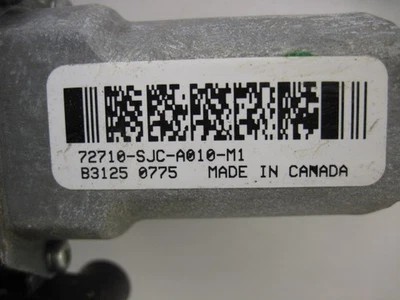 72710-SJC-A010-M1
B3125 0775 MADE IN CANADA